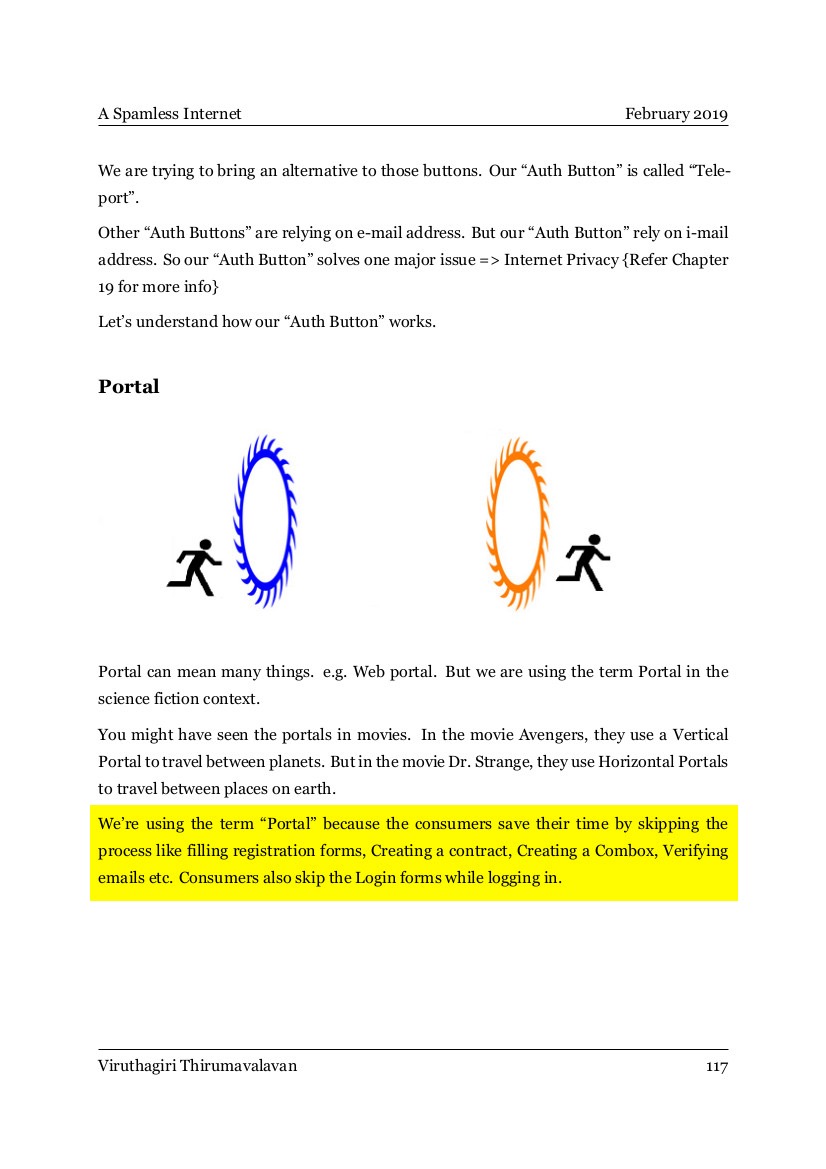 A Spamless Internet February 2019
We are trying to bring an alternative to those buttons. Our “Auth Button” is called “Tele-
port”.
Other “Auth Buttons” are relying on e-mail address. But our “Auth Button” rely on i-mail
address. So our “Auth Button” solves one major issue => Internet Privacy {Refer Chapter
19 for more info}
Let’s understand how our “Auth Button” works.
Portal
Portal can mean many things. e.g. Web portal. But we are using the term Portal in the
science fiction context.
You might have seen the portals in movies. In the movie Avengers, they use a Vertical
Portal to travel between planets. But in the movie Dr. Strange, they use Horizontal Portals
to travel between places on earth.
We’re using the term “Portal” because the consumers save their time by skipping the
process like filling registration forms, Creating a contract, Creating a Combox, Verifying
emails etc. Consumers also skip the Login forms while logging in.
Viruthagiri Thirumavalavan 117